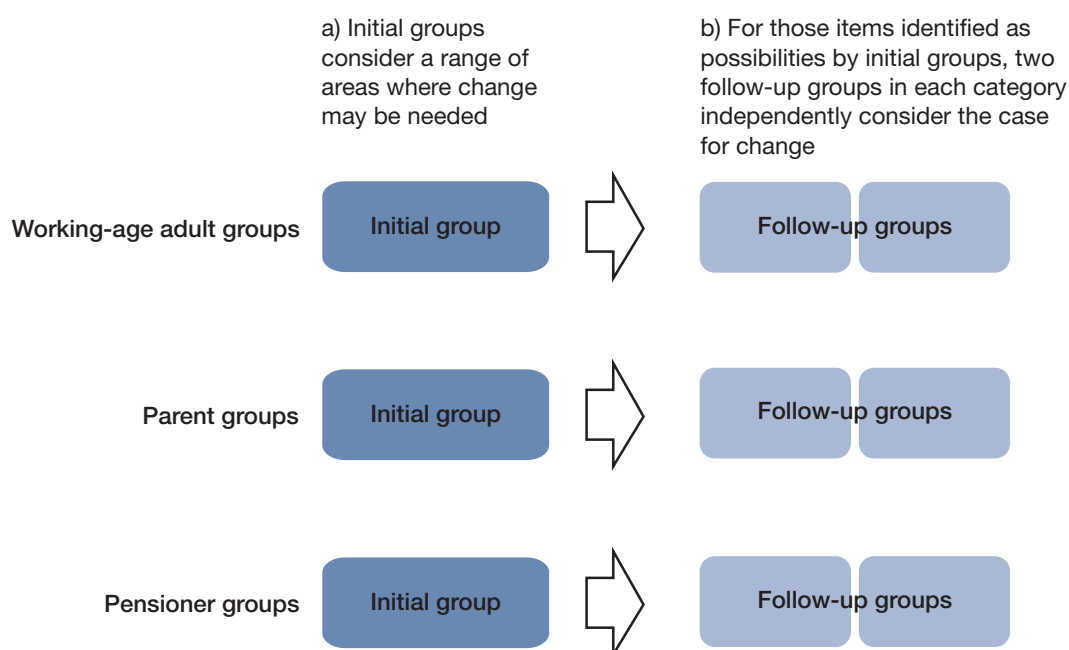 a) Initial groups
consider a range of
areas where change
may be needed
b) For those items identified as
possibilities by initial groups, two
follow-up groups in each category
independently consider the case
for change
Working-age adult groups
Initial group
Follow-up groups
Parent groups
Initial group
Follow-up groups
Pensioner groups
Initial group
Follow-up groups